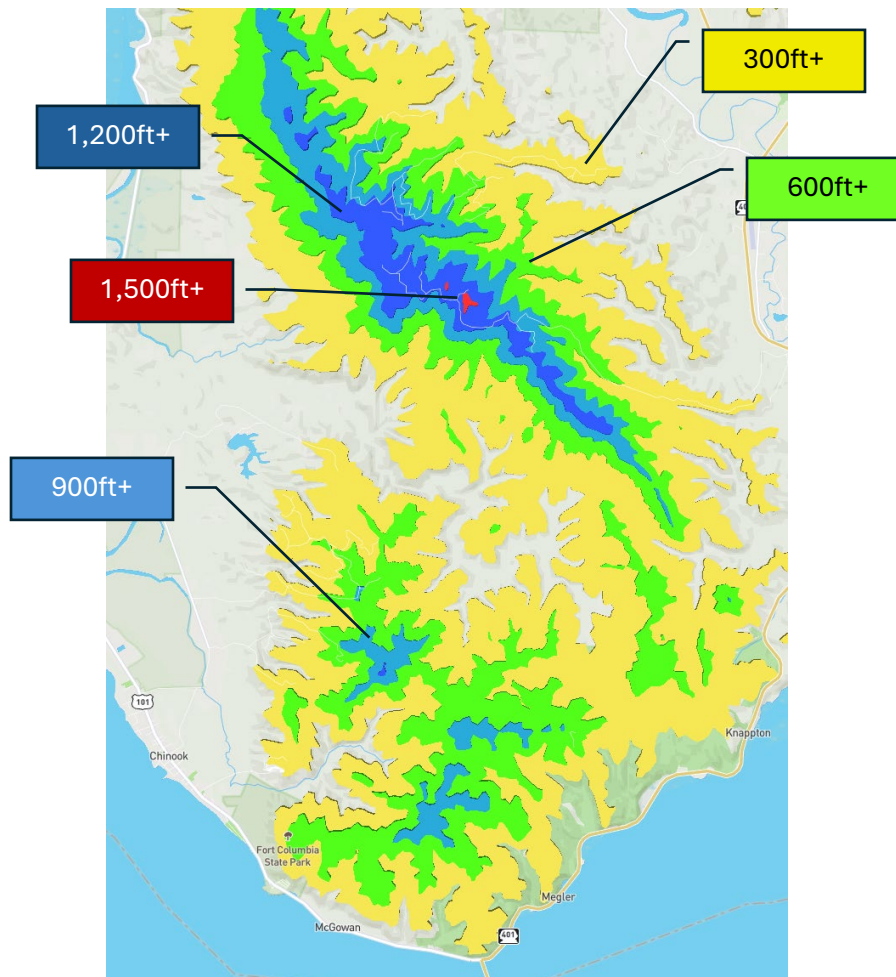 300ft+
1,200ft+
600ft+
1,500ft+
900ft+
101
Chinook
Knappton
Fort Columbia
State Park
Megler
McGowan
401